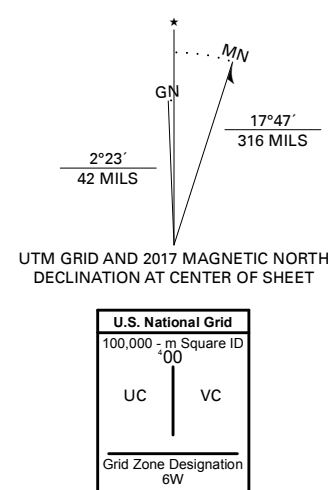 ★
MN
GN
17°47´
316 MILS
2°23´
42 MILS
UTM GRID AND 2017 MAGNETIC NORTH
DECLINATION AT CENTER OF SHEET
U.S. National Grid
100,000 - m Square ID
⁴00
UC VC
Grid Zone Designation
6W